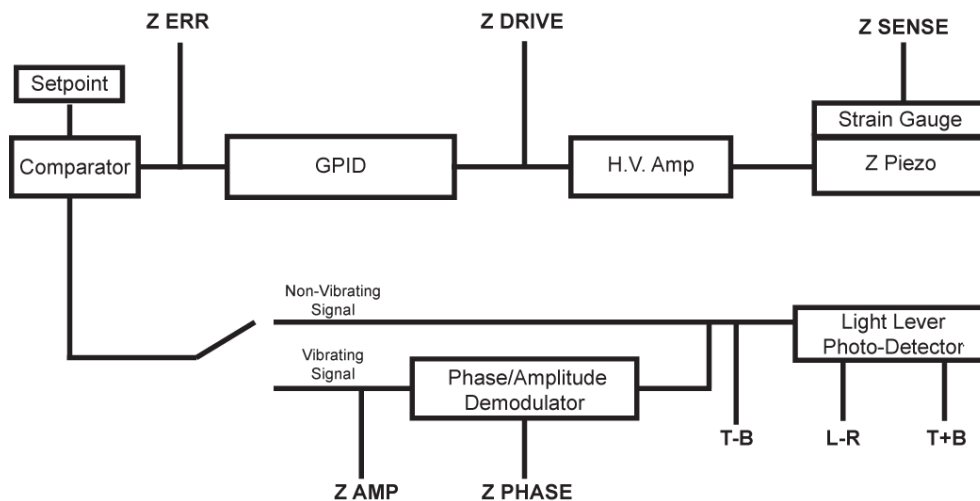 Z ERR
Z DRIVE
Z SENSE
Setpoint
Strain Gauge
Comparator
GPID
H.V. Amp
Z Piezo
Non-Vibrating
Signal
Light Lever
Photo-Detector
Vibrating
Signal
Phase/Amplitude
Demodulator
T-B
L-R
T+B
Z AMP
Z PHASE